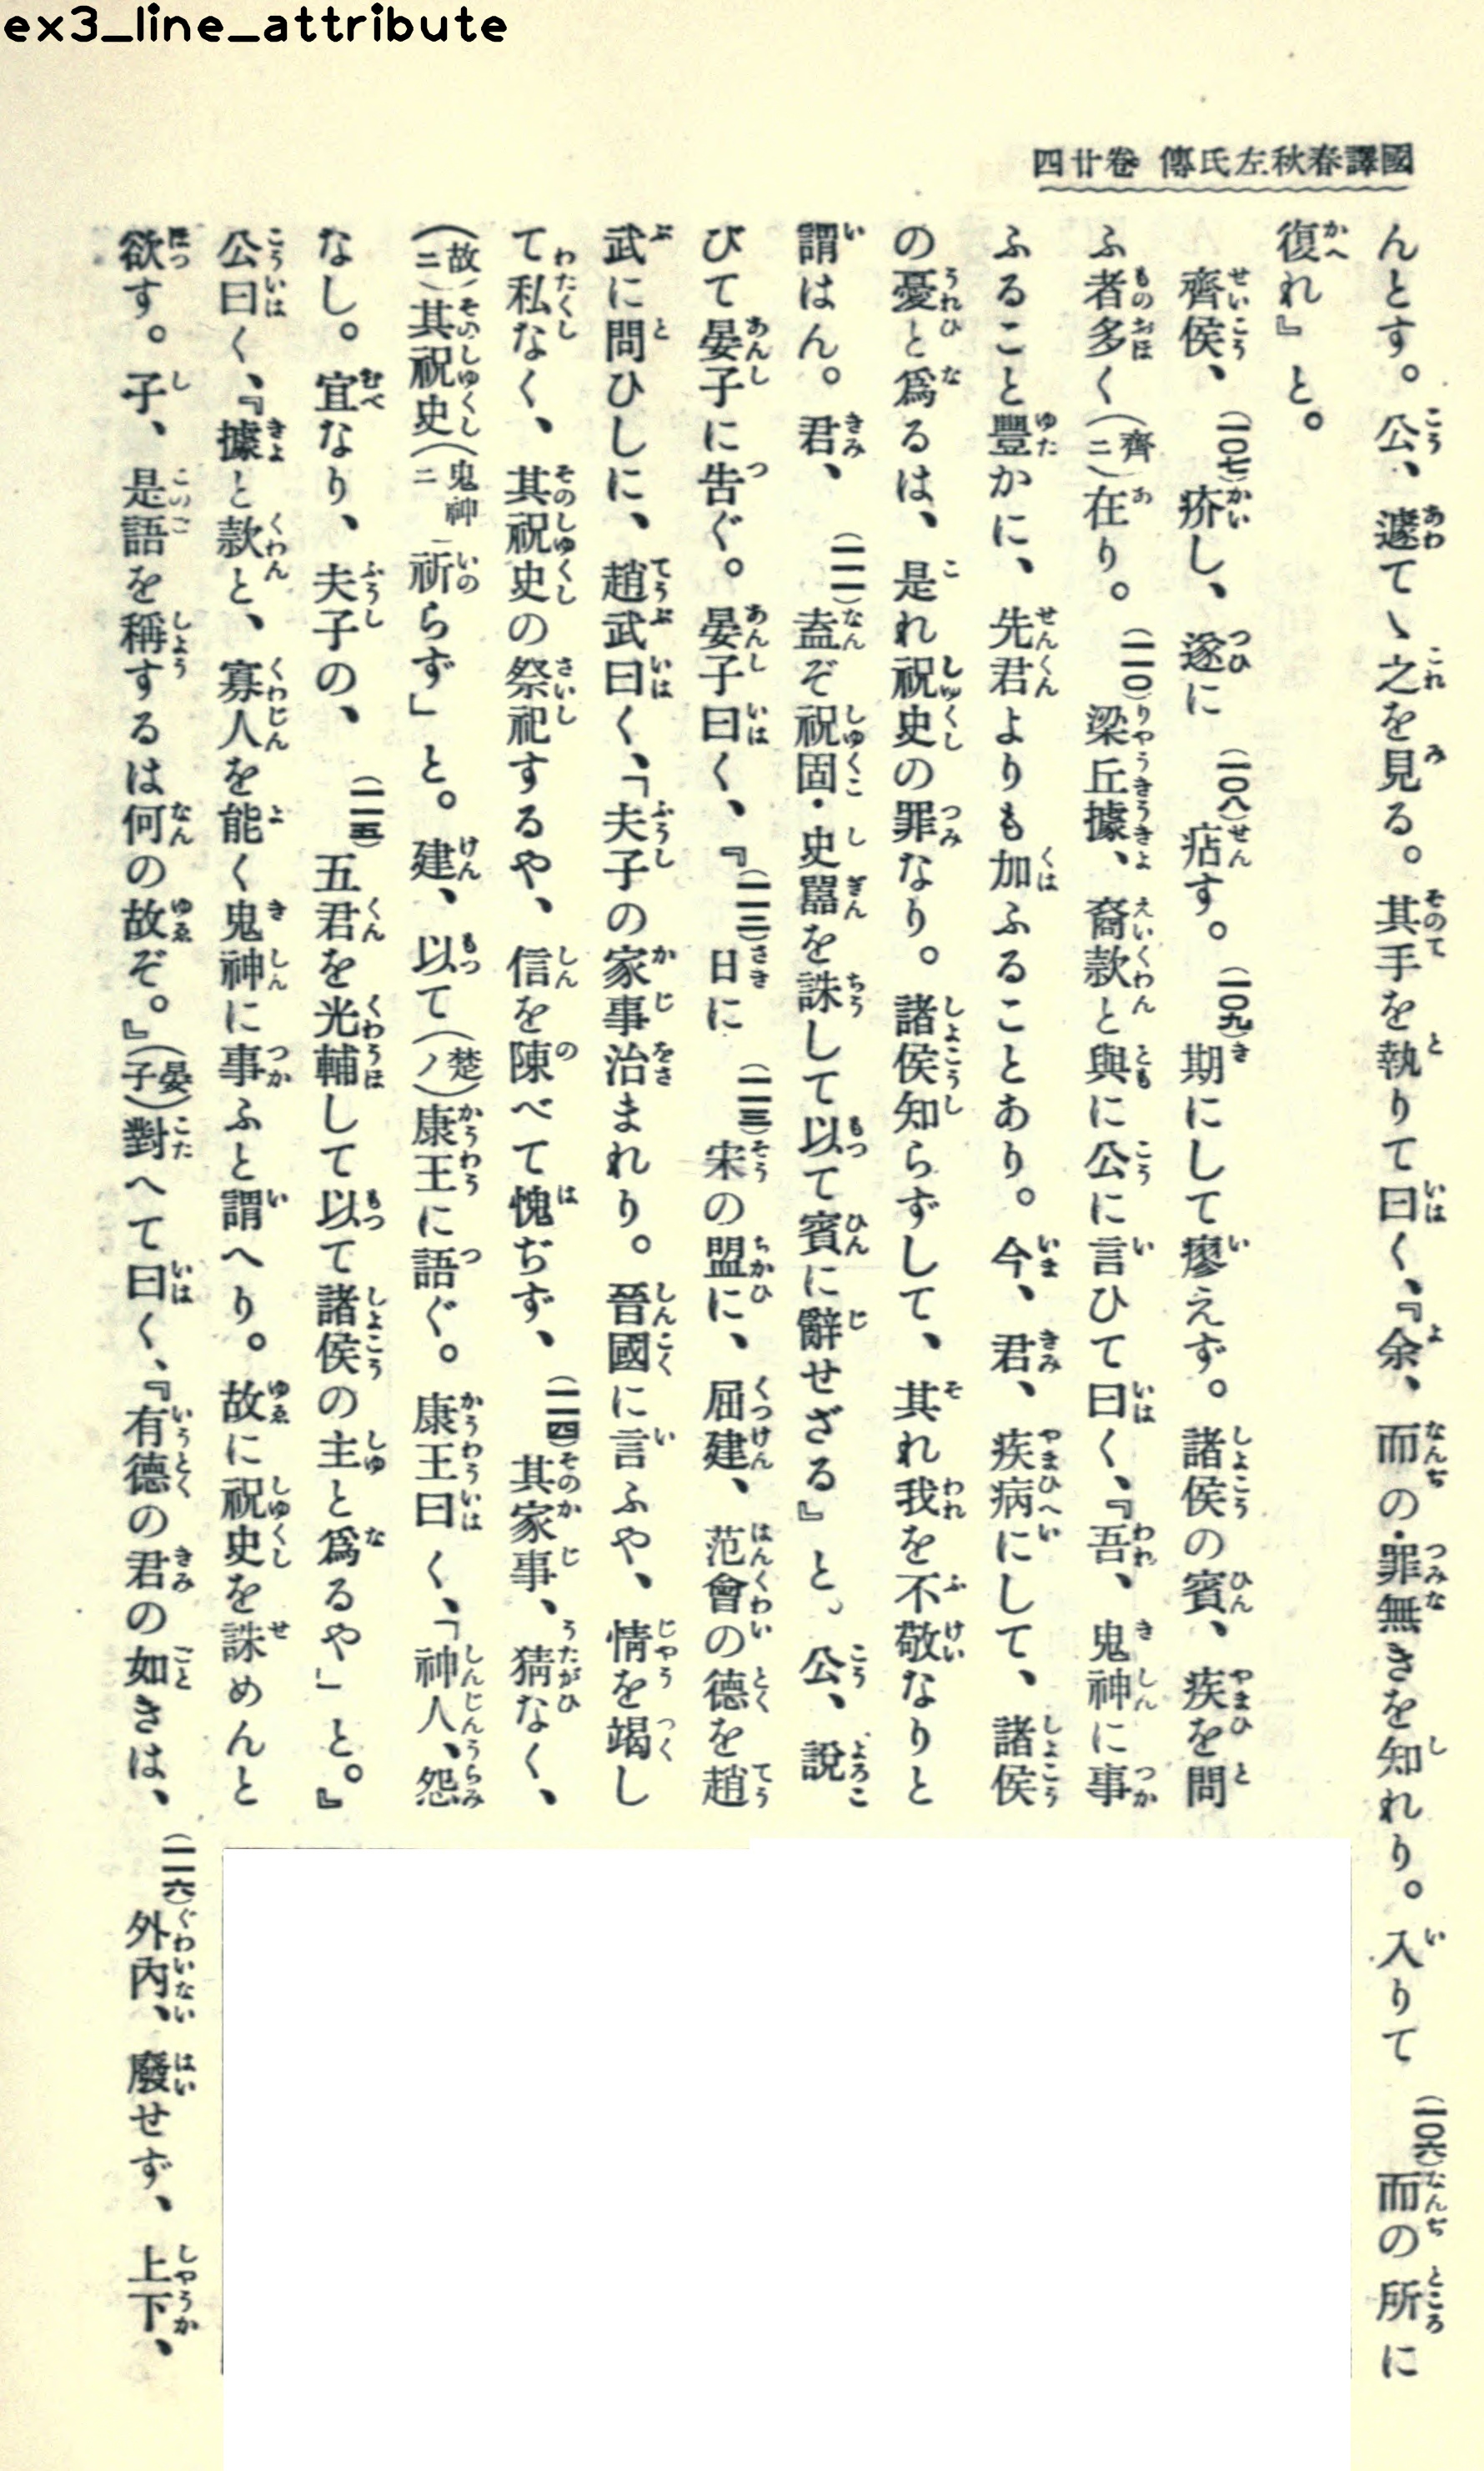 ex3_line_attribute
國譯春秋左氏傳 卷廿四
んとす。公、遽てゝ之を見る。其手を執りて曰く、『余、而の罪無きを知れり。入りて(一〇六)而の所に
復れ』と。
齊侯、(一〇七)疥し、遂に(一〇八)痁す。(一〇九)期にして瘳えず。諸侯の賓、疾を問
ふ者多く(齊ニ)在り。(一一〇)梁丘據、裔款と與に公に言ひて曰く、『吾、鬼神に事
ふること豐かに、先君よりも加ふることあり。今、君、疾病にして、諸侯
の憂と爲るは、是れ祝史の罪なり。諸侯知らずして、其れ我を不敬なりと
謂はん。君、(一一一)盍ぞ祝固・史嚚を誅して以て賓に辭せざる』と。公、說
びて晏子に告ぐ。晏子曰く、『(一一二)日に(一一三)宋の盟に、屈建、范會の德を趙
武に問ひしに、趙武曰く、「夫子の家事治まれり。晉國に言ふや、情を竭し
て私なく、其祝史の祭祀するや、信を陳べて愧ぢず、(一一四)其家事、猜なく、
(故ニ)其祝史(鬼神ニ祈らず」と。建、以て(楚ノ)康王に語ぐ。康王曰く、「神人、怨
なし。宜なり、夫子の、(一一五)五君を光輔して以て諸侯の主と爲るや」と。』
公曰く、『據と款と、寡人を能く鬼神に事ふと謂へり。故に祝史を誅めんと
欲す。子、是語を稱するは何の故ぞ。』(晏子)對へて曰く、『有德の君の如きは、(一一六)外內、廢せず、上下、